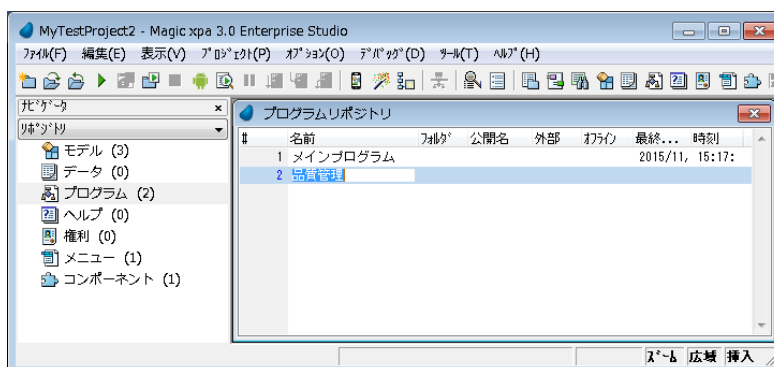 MyTestProject2 - Magic xpa 3.0 Enterprise Studio
ﾌｧｲﾙ(F) 編集(E) 表示(V) ﾌﾟﾛｼﾞｪｸﾄ(P) ｵﾌﾟｼｮﾝ(O) ﾃﾞﾊﾞｯｸﾞ(D) ﾂｰﾙ(T) ﾍﾙﾌﾟ(H)
ﾅﾋﾞｹﾞｰﾀ
ﾘﾎﾟｼﾞﾄﾘ
モデル (3)
データ (0)
プログラム (2)
ヘルプ (0)
権利 (0)
メニュー (1)
コンポーネント (1)
プログラムリポジトリ
# 名前 ﾌｫﾙﾀﾞ 公開名 外部 ｵﾌﾗｲﾝ 最終... 時刻
1 メインプログラム 2015/11, 15:17:
2 品質管理
ｽﾞｰﾑ 広域 挿入